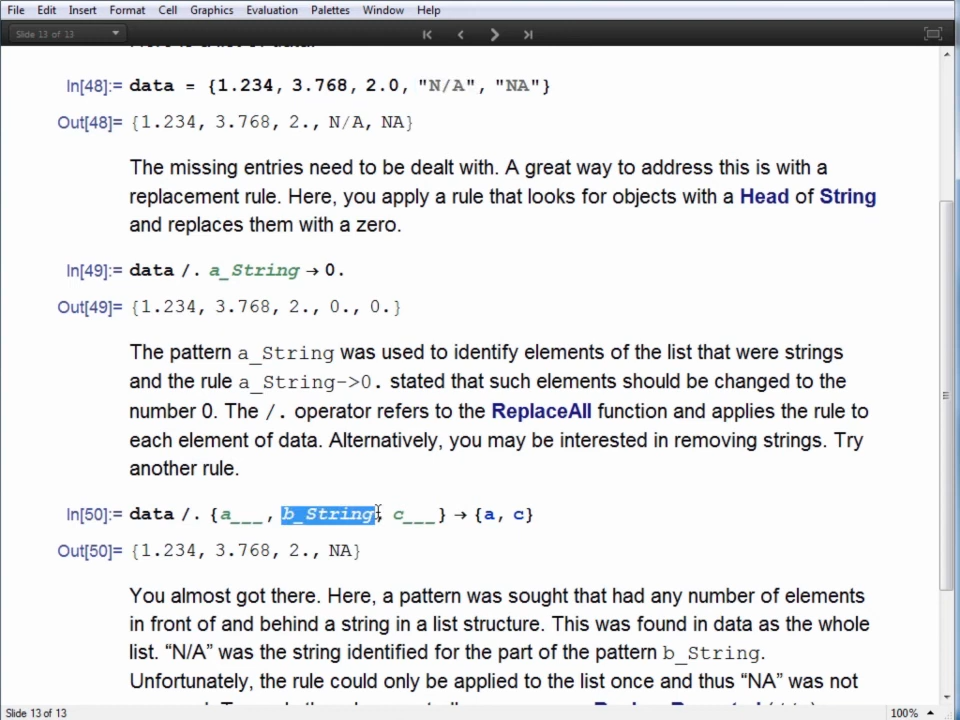 File Edit Insert Format Cell Graphics Evaluation Palettes Window Help
Slide 13 of 13
Here is a list of data.
In[48]:= data = {1.234, 3.768, 2.0, "N/A", "NA"}
Out[48]= {1.234, 3.768, 2., N/A, NA}
The missing entries need to be dealt with. A great way to address this is with a
replacement rule. Here, you apply a rule that looks for objects with a Head of String
and replaces them with a zero.
In[49]:= data /. a_String → 0.
Out[49]= {1.234, 3.768, 2., 0., 0.}
The pattern a_String was used to identify elements of the list that were strings
and the rule a_String->0. stated that such elements should be changed to the
number 0. The /. operator refers to the ReplaceAll function and applies the rule to
each element of data. Alternatively, you may be interested in removing strings. Try
another rule.
In[50]:= data /. {a___, b_String, c___} → {a, c}
Out[50]= {1.234, 3.768, 2., NA}
You almost got there. Here, a pattern was sought that had any number of elements
in front of and behind a string in a list structure. This was found in data as the whole
list. “N/A” was the string identified for the part of the pattern b_String.
Unfortunately, the rule could only be applied to the list once and thus “NA” was not
Slide 13 of 13
100%